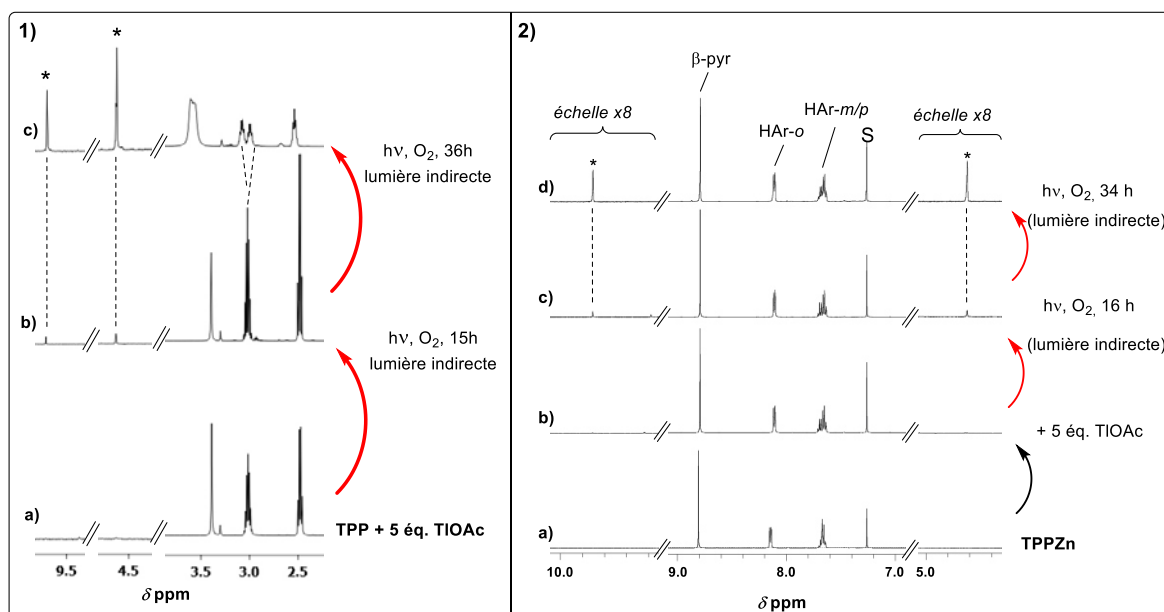 1)
*
*
c)
hν, O2, 36h
lumière indirecte
b)
hν, O2, 15h
lumière indirecte
a)
TPP + 5 éq. TlOAc
9.5
4.5
3.5
3.0
2.5
δ ppm
2)
β-pyr
échelle x8
HAr-o
HAr-m/p
S
échelle x8
*
*
d)
hν, O2, 34 h
(lumière indirecte)
c)
hν, O2, 16 h
(lumière indirecte)
b)
+ 5 éq. TlOAc
a)
TPPZn
10.0
9.0
8.0
7.0
5.0
δ ppm